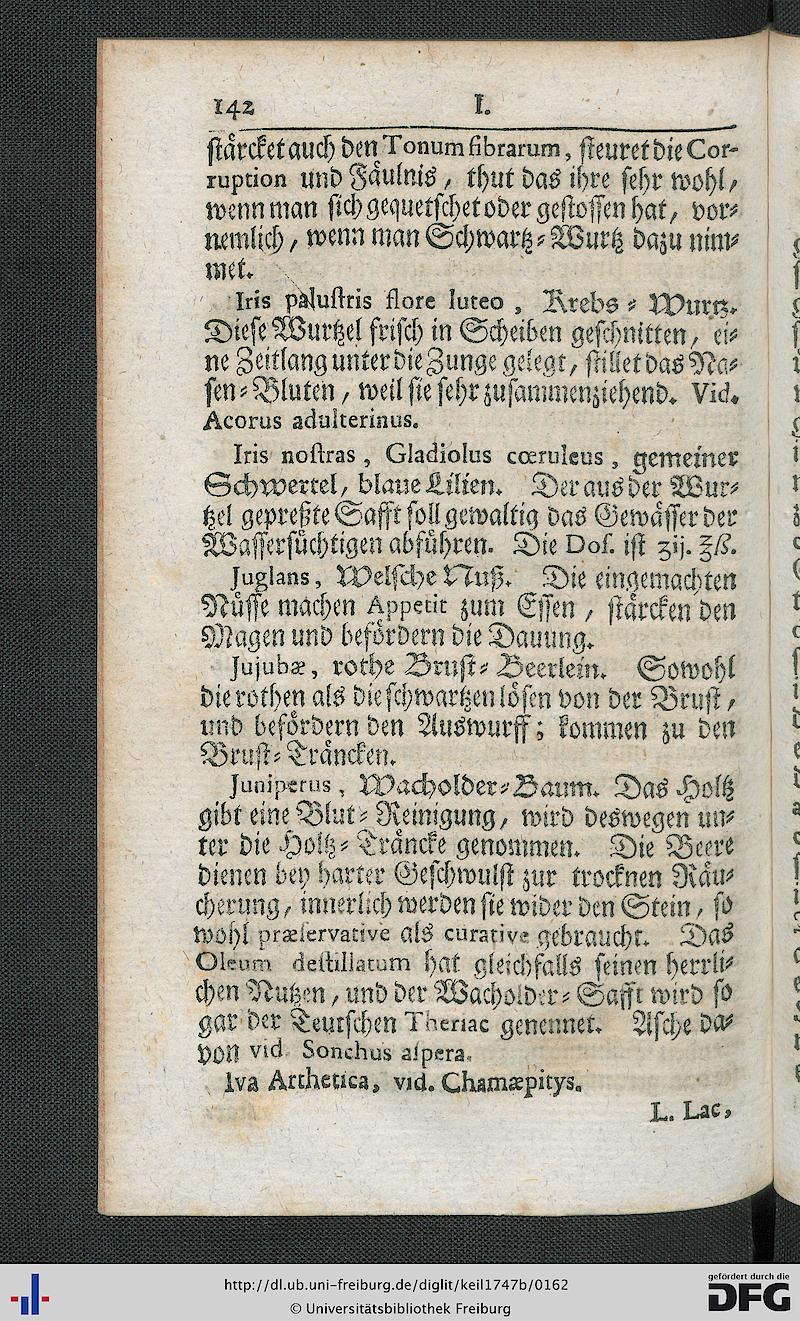 142 I.
stärcket auch den Tonum fibrarum, steuret die Cor-
ruption und Fäulnis, thut das ihre sehr wohl,
wenn man sich gequetschet oder gestossen hat, vor-
nemlich, wenn man Schwartz-Wurtz dazu nim-
met.
Iris palustris flore luteo, Krebs-Wurtz.
Diese Wurtzel frisch in Scheiben geschnitten, ei-
ne Zeitlang unter die Zunge gelegt, stillet das Na-
sen-Bluten, weil sie sehr zusammenziehend. Vid.
Acorus adulterinus.
Iris nostras, Gladiolus cœruleus, gemeiner
Schwertel, blaue Lilien. Der aus der Wur-
tzel gepreßte Safft soll gewaltig das Gewässer der
Wassersüchtigen abführen. Die Dos. ist ʒij. ℥ß.
Juglans, Welsche Nuß. Die eingemachten
Nüsse machen Appetit zum Essen, stärcken den
Magen und befördern die Dauung.
Jujubæ, rothe Brust-Beerlein. Sowohl
die rothen als die schwartzen lösen von der Brust,
und befördern den Auswurff; kommen zu den
Brust-Träncken.
Juniperus, Wacholder-Baum. Das Holtz
gibt eine Blut-Reinigung, wird deswegen un-
ter die Holtz-Träncke genommen. Die Beere
dienen bey harter Geschwulst zur trocknen Räu-
cherung, innerlich werden sie wider den Stein, so
wohl præservative als curative gebraucht. Das
Oleum destillatum hat gleichfalls seinen herrli-
chen Nutzen, und der Wacholder-Safft wird so
gar der Teutschen Theriac genennet. Asche da-
von vid. Sonchus aspera.
Iva Arthetica, vid. Chamæpitys.
L. Lac,
http://dl.ub.uni-freiburg.de/diglit/keil1747b/0162
© Universitätsbibliothek Freiburg
gefördert durch die
DFG